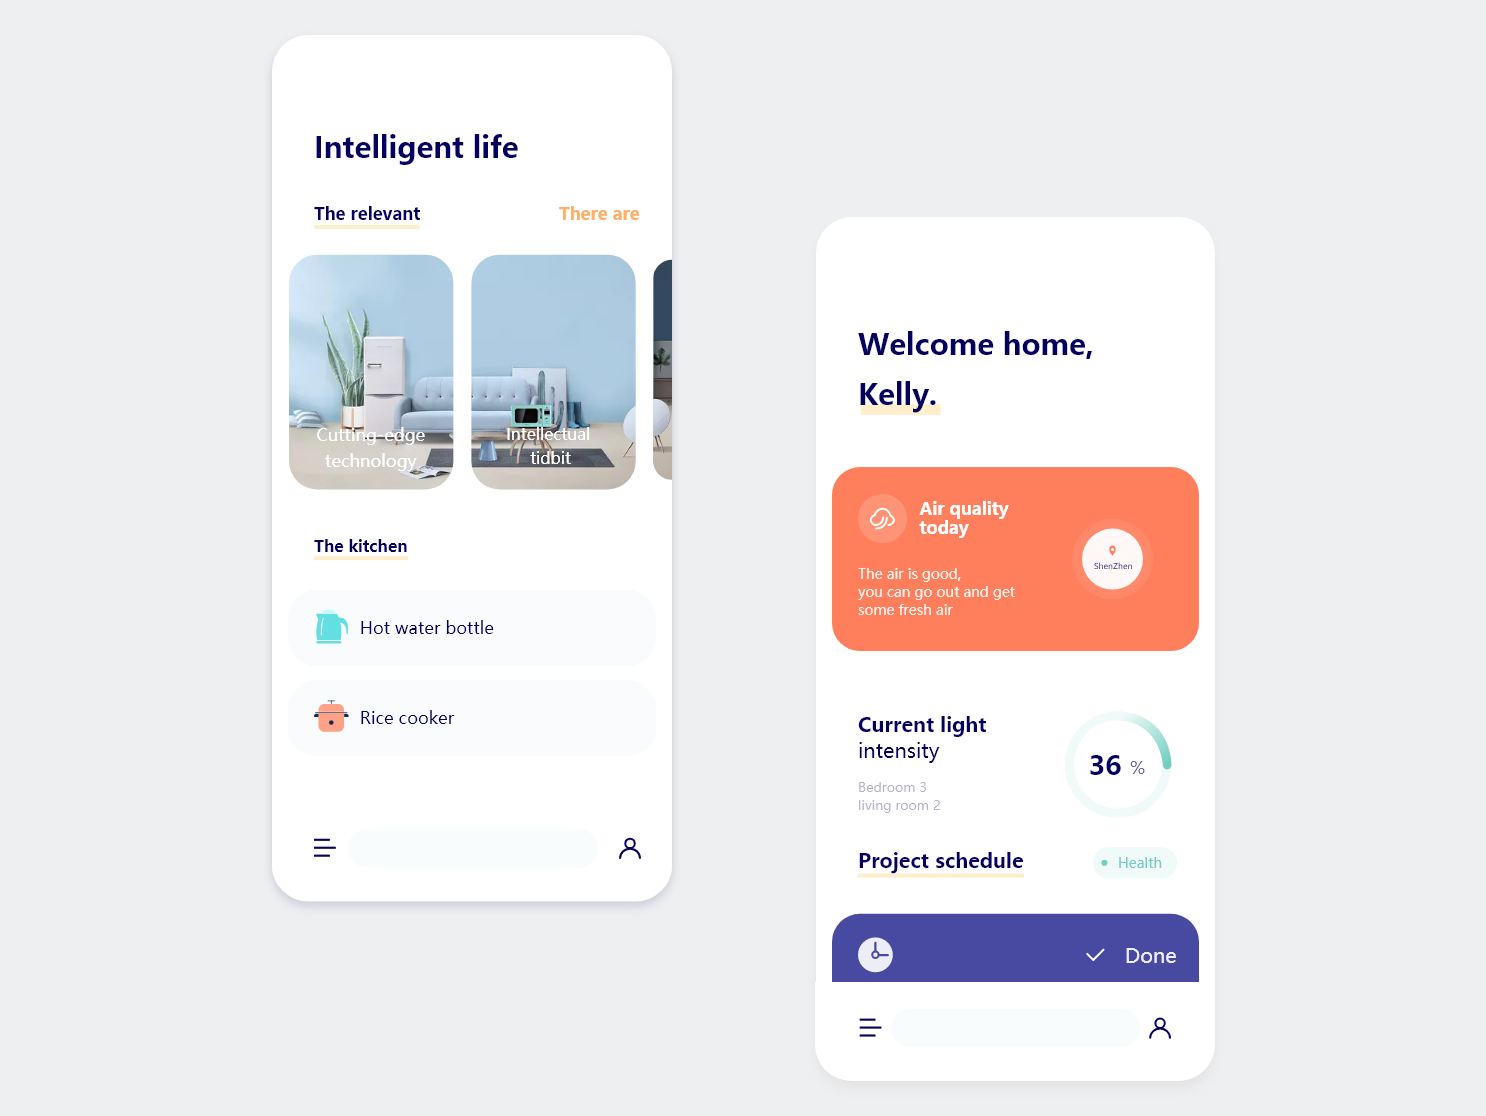 Intelligent life
The relevant
There are
Cutting-edge
technology
Intellectual
tidbit
The kitchen
Hot water bottle
Rice cooker
Welcome home,
Kelly.
Air quality
today
The air is good,
you can go out and get
some fresh air
ShenZhen
Current light
intensity
36 %
Bedroom 3
living room 2
Project schedule
Health
Done